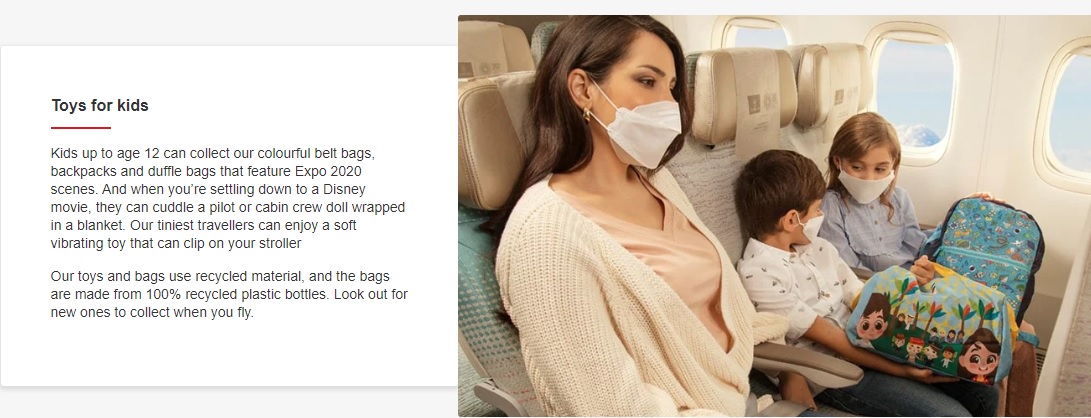 Toys for kids
Kids up to age 12 can collect our colourful belt bags,
backpacks and duffle bags that feature Expo 2020
scenes. And when you’re settling down to a Disney
movie, they can cuddle a pilot or cabin crew doll wrapped
in a blanket. Our tiniest travellers can enjoy a soft
vibrating toy that can clip on your stroller
Our toys and bags use recycled material, and the bags
are made from 100% recycled plastic bottles. Look out for
new ones to collect when you fly.